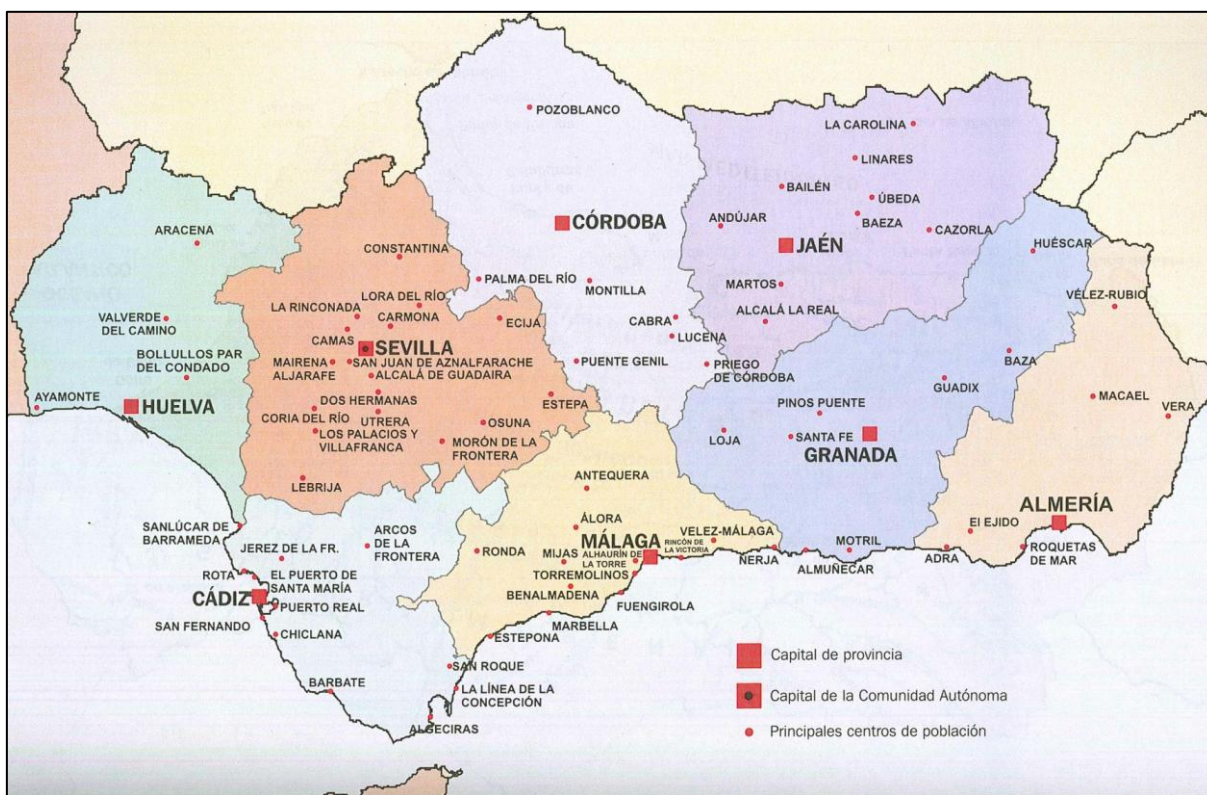 POZOBLANCO
LA CAROLINA
LINARES
BAILÉN
ÚBEDA
ANDÚJAR
BAEZA
CÓRDOBA
CAZORLA
ARACENA
JAÉN
HUÉSCAR
CONSTANTINA
PALMA DEL RÍO
MONTILLA
MARTOS
VÉLEZ-RUBIO
LORA DEL RÍO
LA RINCONADA
CARMONA
ECIJA
VALVERDE
DEL CAMINO
CABRA
ALCALÁ LA REAL
CAMAS
LUCENA
SEVILLA
BOLLULLOS PAR
DEL CONDADO
MAIRENA
ALJARAFE
SAN JUAN DE AZNALFARACHE
ALCALÁ DE GUADAIRA
PUENTE GENIL
PRIEGO
DE CÓRDOBA
BAZA
GUADIX
AYAMONTE
HUELVA
DOS HERMANAS
ESTEPA
MACAEL
VERA
CORIA DEL RÍO
UTRERA
OSUNA
PINOS PUENTE
LOS PALACIOS Y
VILLAFRANCA
MORÓN DE LA
FRONTERA
LOJA
SANTA FE
GRANADA
LEBRIJA
ANTEQUERA
ALMERÍA
SANLÚCAR DE
BARRAMEDA
ARCOS
DE LA
FRONTERA
ÁLORA
MÁLAGA
VELEZ-MÁLAGA
RINCÓN DE
LA VICTORIA
EI EJIDO
JEREZ DE LA FR.
RONDA
MIJAS
ALHAURÍN DE
LA TORRE
NERJA
ALMUÑECAR
MOTRIL
ADRA
ROQUETAS
DE MAR
ROTA
EL PUERTO DE
SANTA MARÍA
TORREMOLINOS
BENALMADENA
CÁDIZ
PUERTO REAL
FUENGIROLA
SAN FERNANDO
MARBELLA
CHICLANA
ESTEPONA
SAN ROQUE
BARBATE
LA LÍNEA DE LA
CONCEPCIÓN
ALGECIRAS
Capital de provincia
Capital de la Comunidad Autónoma
Principales centros de población